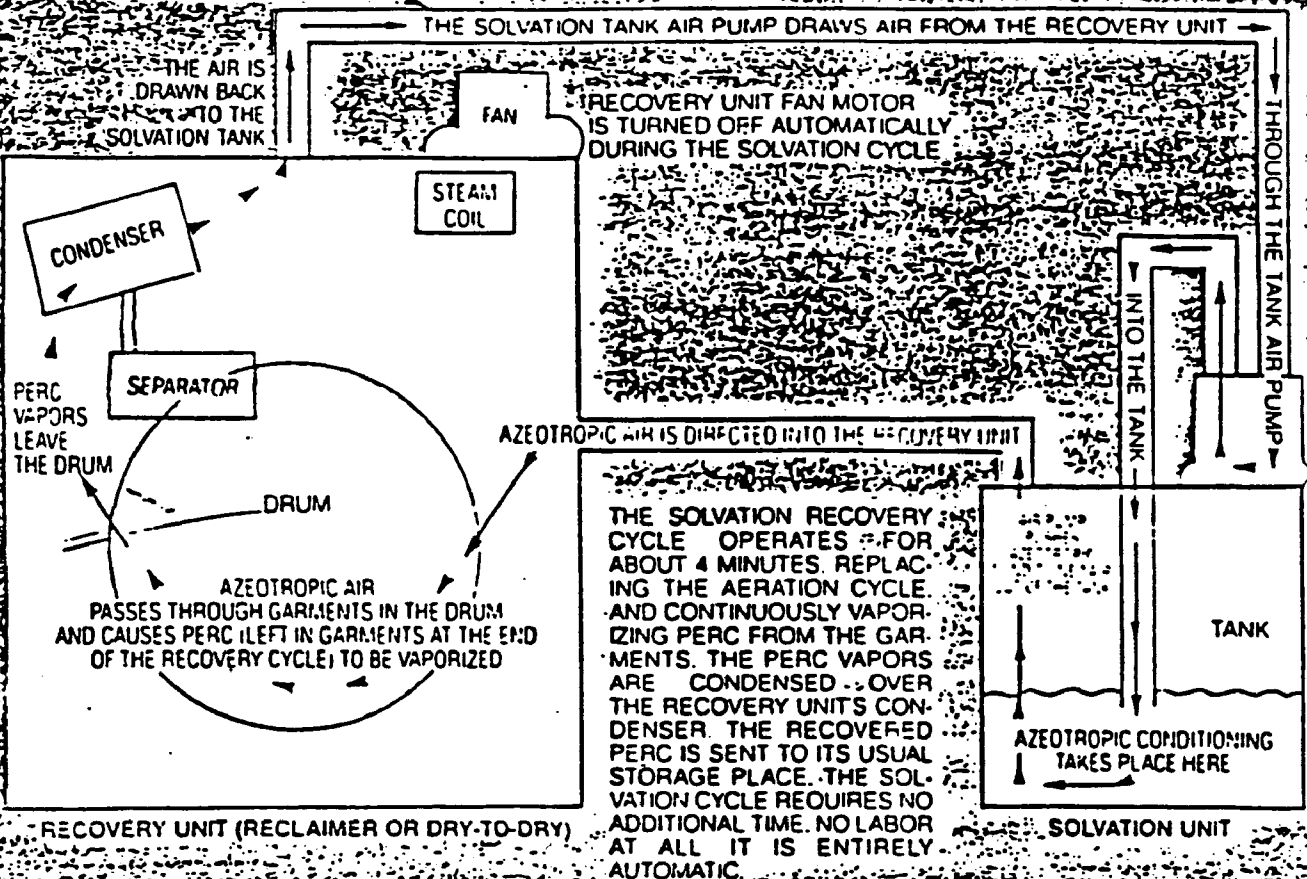 THE SOLVATION TANK AIR PUMP DRAWS AIR FROM THE RECOVERY UNIT
THE AIR IS
DRAWN BACK
TO THE
SOLVATION TANK
FAN
RECOVERY UNIT FAN MOTOR
IS TURNED OFF AUTOMATICALLY
DURING THE SOLVATION CYCLE
THROUGH THE TANK AIR PUMP
STEAM
COIL
CONDENSER
INTO THE TANK
SEPARATOR
PERC
VAPORS
LEAVE
THE DRUM
AZEOTROPIC AIR IS DIRECTED INTO THE RECOVERY UNIT
DRUM
AZEOTROPIC AIR
PASSES THROUGH GARMENTS IN THE DRUM
AND CAUSES PERC (LEFT IN GARMENTS AT THE END
OF THE RECOVERY CYCLE) TO BE VAPORIZED
THE SOLVATION RECOVERY
CYCLE OPERATES FOR
ABOUT 4 MINUTES. REPLAC-
ING THE AERATION CYCLE.
AND CONTINUOUSLY VAPOR-
IZING PERC FROM THE GAR-
MENTS. THE PERC VAPORS
ARE CONDENSED OVER
THE RECOVERY UNITS CON-
DENSER. THE RECOVERED
PERC IS SENT TO ITS USUAL
STORAGE PLACE. THE SOL-
VATION CYCLE REQUIRES NO
ADDITIONAL TIME. NO LABOR
AT ALL IT IS ENTIRELY
AUTOMATIC.
TANK
AZEOTROPIC CONDITIONING
TAKES PLACE HERE
RECOVERY UNIT (RECLAIMER OR DRY-TO-DRY)
SOLVATION UNIT